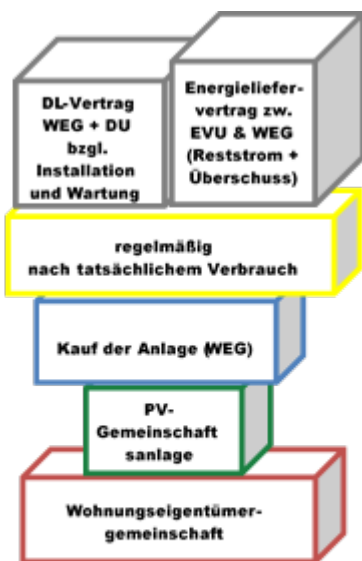 DL-Vertrag
WEG + DU
bzgl.
Installation
und Wartung
Energieliefer-
vertrag zw.
EVU & WEG
(Reststrom +
Überschuss)
regelmäßig
nach tatsächlichem Verbrauch
Kauf der Anlage (WEG)
PV-
Gemeinschaft
sanlage
Wohnungseigentümer-
gemeinschaft